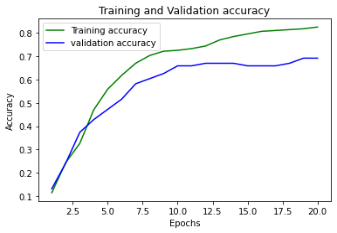 Training and Validation accuracy
Training accuracy
validation accuracy
Accuracy
0.8
0.7
0.6
0.5
0.4
0.3
0.2
0.1
2.5 5.0 7.5 10.0 12.5 15.0 17.5 20.0
Epochs